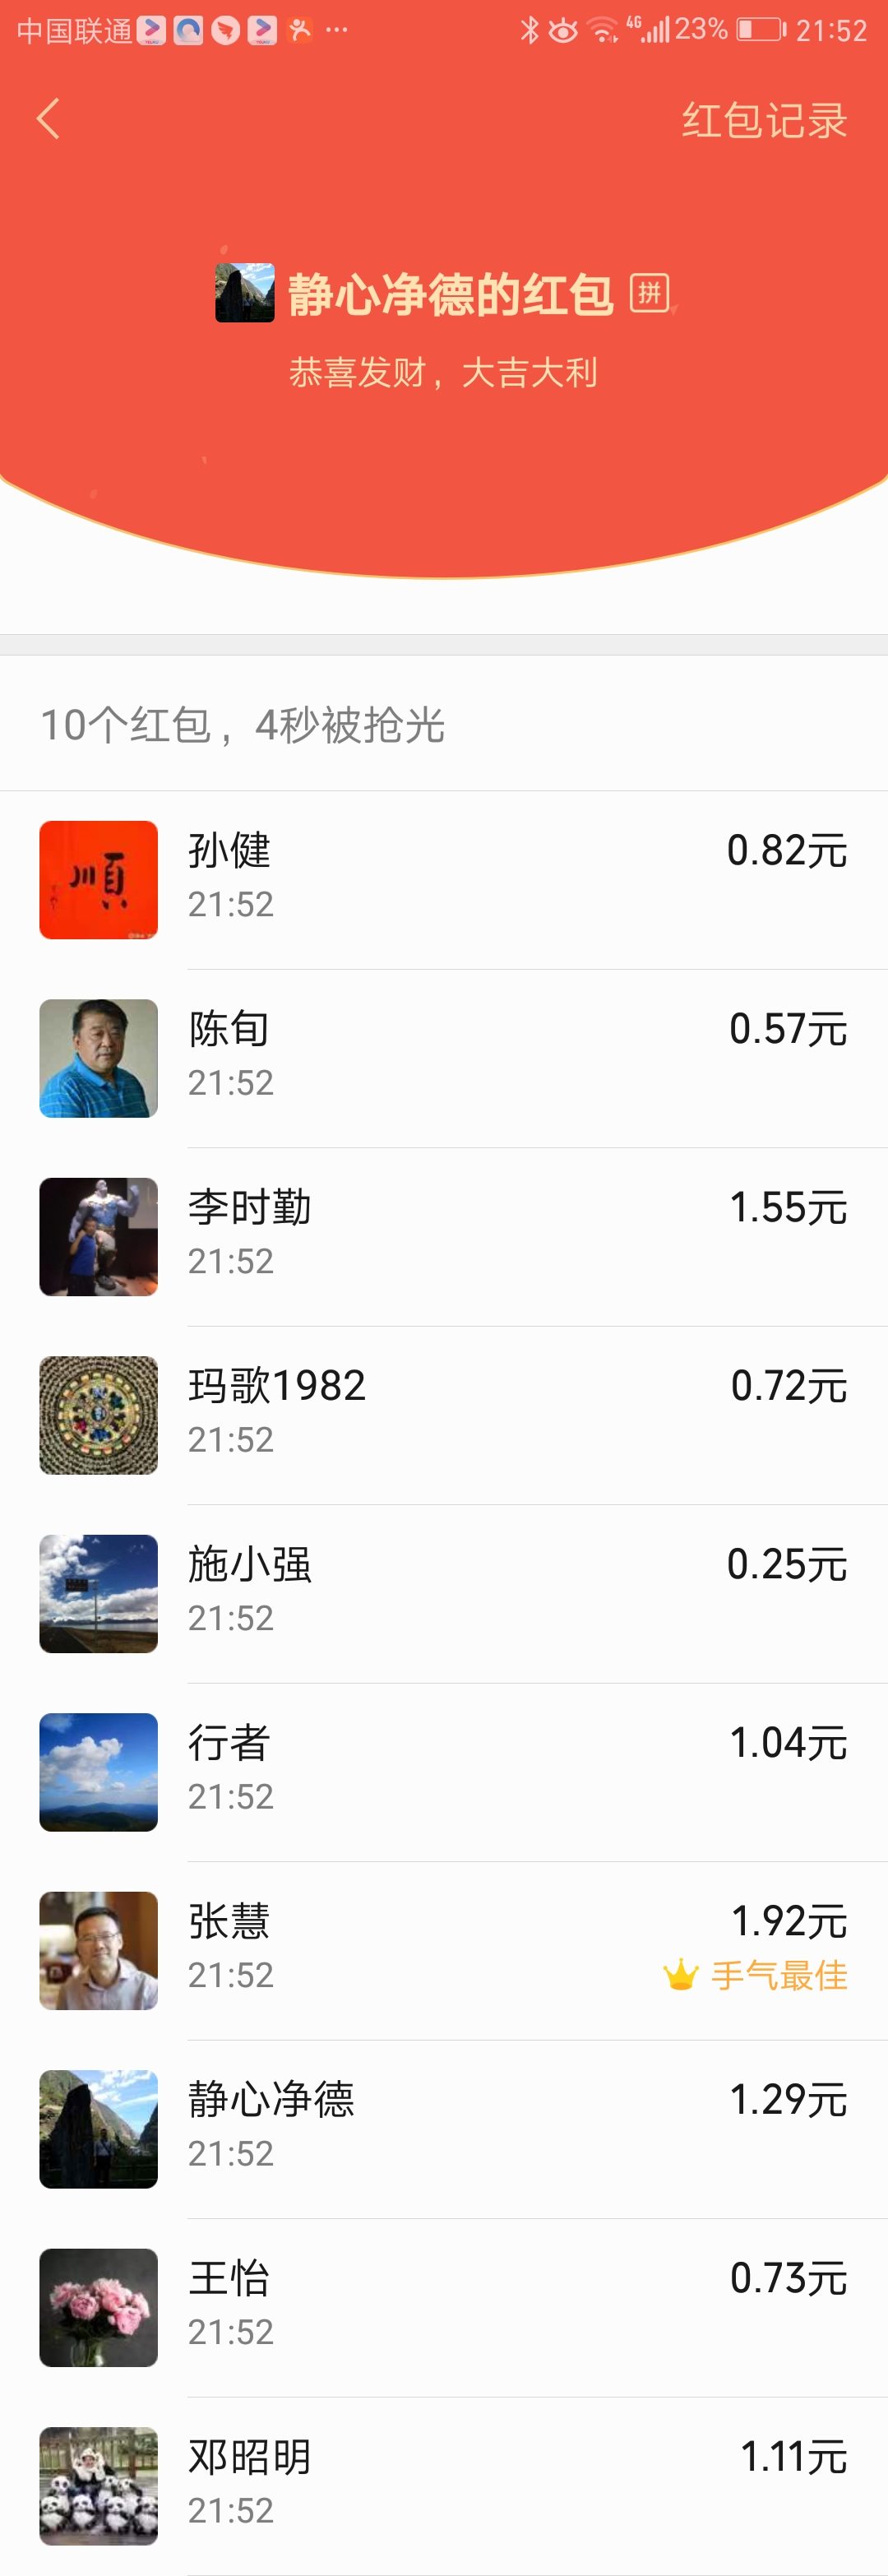 中国联通 4G 23% 21:52
红包记录
静心净德的红包 拼
恭喜发财，大吉大利
10个红包，4秒被抢光
順
孙健 0.82元
21:52
陈旬 0.57元
21:52
李时勤 1.55元
21:52
玛歌1982 0.72元
21:52
施小强 0.25元
21:52
行者 1.04元
21:52
张慧 1.92元
21:52 手气最佳
静心净德 1.29元
21:52
王怡 0.73元
21:52
邓昭明 1.11元
21:52